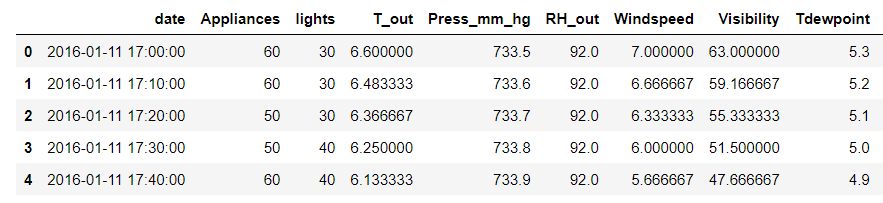 date Appliances lights T_out Press_mm_hg RH_out Windspeed Visibility Tdewpoint
0 2016-01-11 17:00:00 60 30 6.600000 733.5 92.0 7.000000 63.000000 5.3
1 2016-01-11 17:10:00 60 30 6.483333 733.6 92.0 6.666667 59.166667 5.2
2 2016-01-11 17:20:00 50 30 6.366667 733.7 92.0 6.333333 55.333333 5.1
3 2016-01-11 17:30:00 50 40 6.250000 733.8 92.0 6.000000 51.500000 5.0
4 2016-01-11 17:40:00 60 40 6.133333 733.9 92.0 5.666667 47.666667 4.9